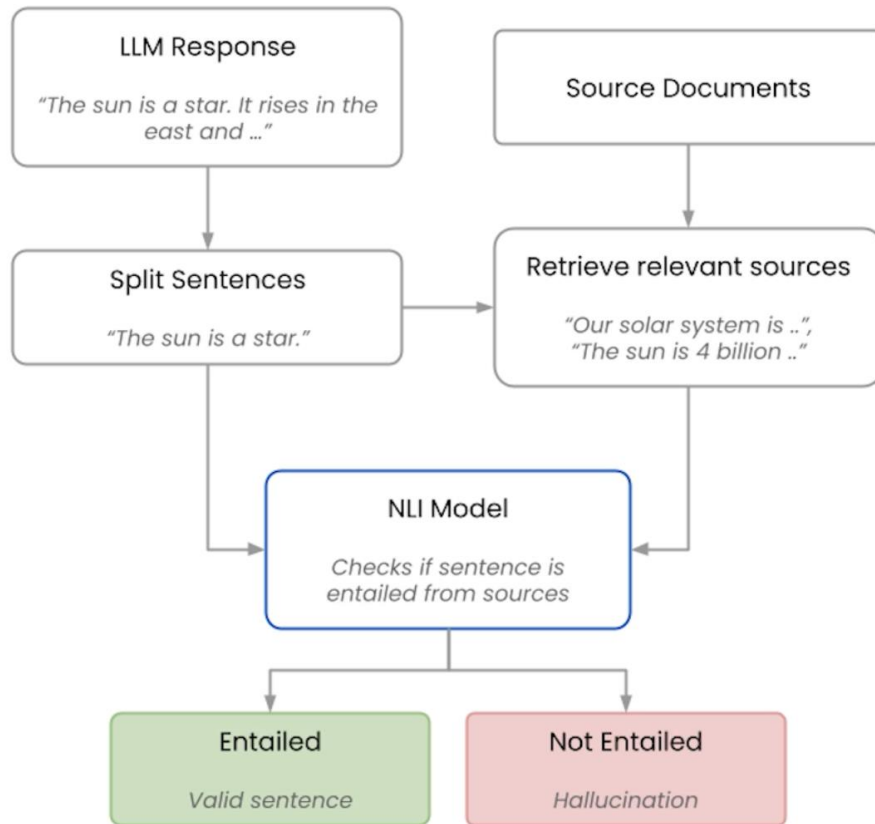 LLM Response
“The sun is a star. It rises in the
east and …”
Source Documents
Split Sentences
“The sun is a star.”
Retrieve relevant sources
“Our solar system is ..”,
“The sun is 4 billion ..”
NLI Model
Checks if sentence is
entailed from sources
Entailed
Valid sentence
Not Entailed
Hallucination